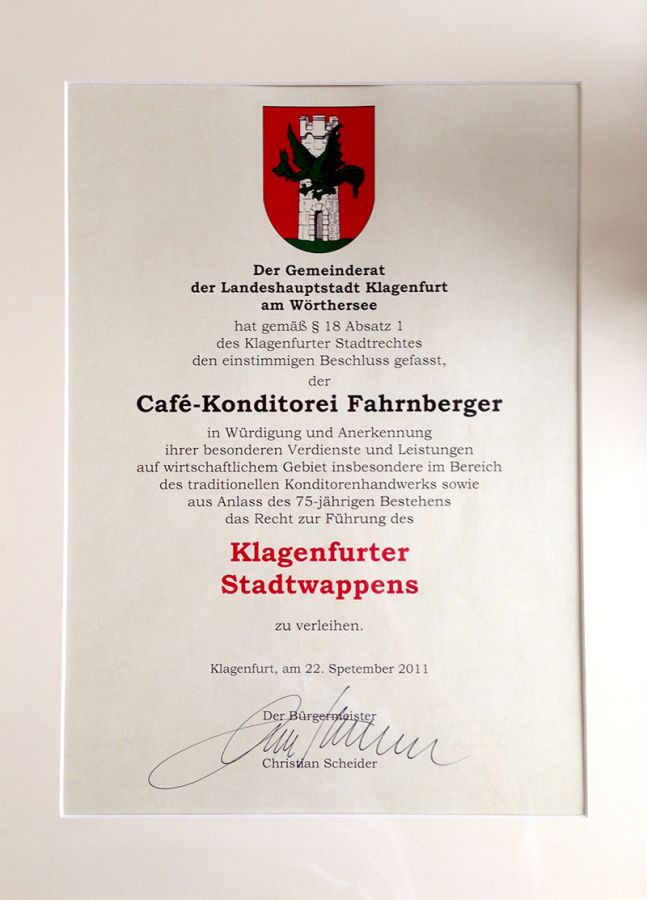 Der Gemeinderat
der Landeshauptstadt Klagenfurt
am Wörthersee
hat gemäß § 18 Absatz 1
des Klagenfurter Stadtrechtes
den einstimmigen Beschluss gefasst,
der
Café-Konditorei Fahrnberger
in Würdigung und Anerkennung
ihrer besonderen Verdienste und Leistungen
auf wirtschaftlichem Gebiet insbesondere im Bereich
des traditionellen Konditorenhandwerks sowie
aus Anlass des 75-jährigen Bestehens
das Recht zur Führung des
Klagenfurter
Stadtwappens
zu verleihen.
Klagenfurt, am 22. Spetember 2011
Der Bürgermeister
Christian Scheider